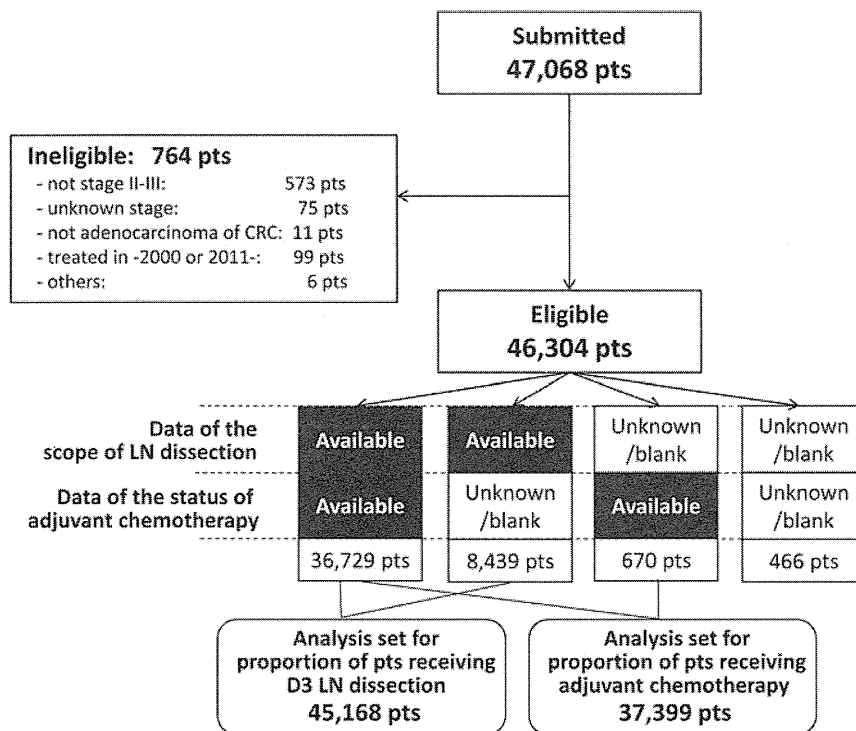 Submitted
47,068 pts
Ineligible: 764 pts
- not stage II-III: 573 pts
- unknown stage: 75 pts
- not adenocarcinoma of CRC: 11 pts
- treated in -2000 or 2011-: 99 pts
- others: 6 pts
Eligible
46,304 pts
Data of the
scope of LN dissection
Available
Available
Unknown
/blank
Unknown
/blank
Data of the status of
adjuvant chemotherapy
Available
Unknown
/blank
Available
Unknown
/blank
36,729 pts
8,439 pts
670 pts
466 pts
Analysis set for
proportion of pts receiving
D3 LN dissection
45,168 pts
Analysis set for
proportion of pts receiving
adjuvant chemotherapy
37,399 pts